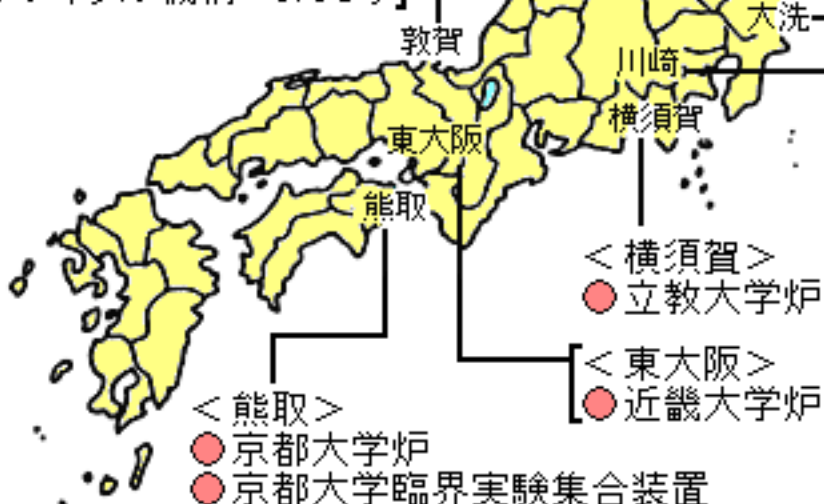 敦賀
大洗
川崎
横須賀
東大阪
熊取
＜横須賀＞
立教大学炉
＜東大阪＞
近畿大学炉
＜熊取＞
京都大学炉
京都大学臨界実験集合装置